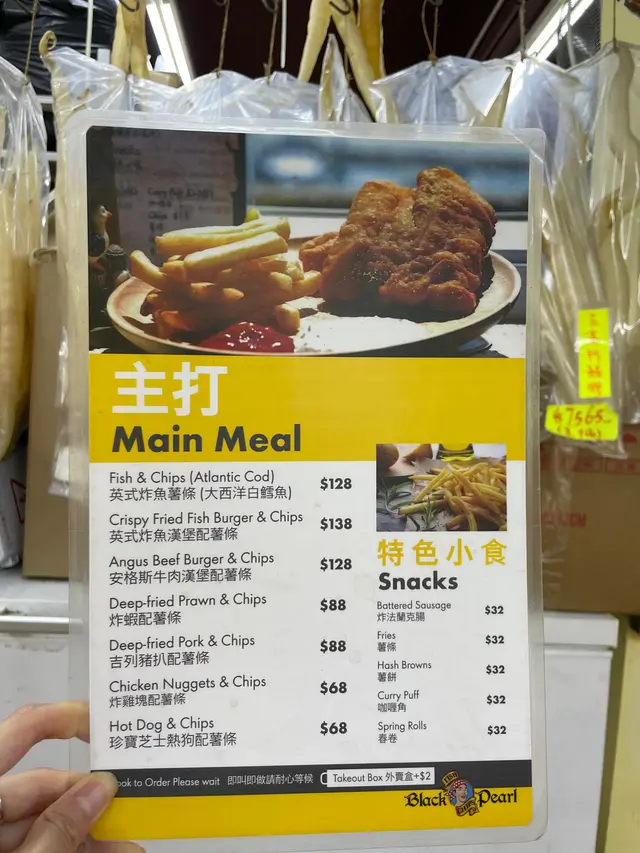 主打
Main Meal
Fish & Chips (Atlantic Cod) $128
英式炸魚薯條 (大西洋白鱈魚)
Crispy Fried Fish Burger & Chips $138
英式炸魚漢堡配薯條
Angus Beef Burger & Chips $128
安格斯牛肉漢堡配薯條
Deep-fried Prawn & Chips $88
炸蝦配薯條
Deep-fried Pork & Chips $88
吉列豬扒配薯條
Chicken Nuggets & Chips $68
炸雞塊配薯條
Hot Dog & Chips $68
珍寶芝士熱狗配薯條
特色小食
Snacks
Battered Sausage $32
炸法蘭克腸
Fries $32
薯條
Hash Browns $32
薯餅
Curry Puff $32
咖喱角
Spring Rolls $32
春卷
ook to Order Please wait 即叫即做請耐心等候 Takeout Box 外賣盒+$2
Black Pearl